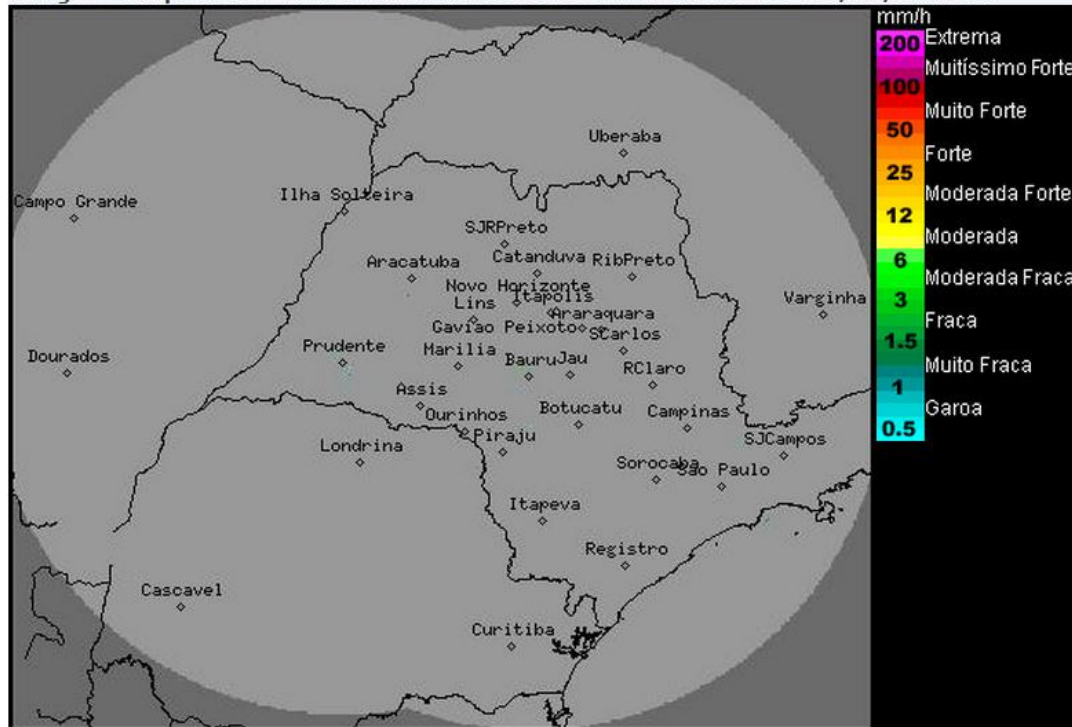 mm/h
200 Extrema
Muitíssimo Forte
100
Muito Forte
50
Forte
25
Moderada Forte
12
Moderada
6
Moderada Fraca
3
Fraca
1.5
Muito Fraca
1
Garoa
0.5
Uberaba
Campo Grande
Ilha Solteira
SJRPreto
Catanduva
RibPreto
Aracatuba
Novo Horizonte
Itapolis
Lins
Araraquara
Varginha
Gaviao Peixoto
SCarlos
Prudente
Marilia
Bauru
Jau
Dourados
RClaro
Assis
Ourinhos
Botucatu
Campinas
Piraju
SJCampos
Londrina
Sorocaba
Sao Paulo
Itapeva
Registro
Cascavel
Curitiba